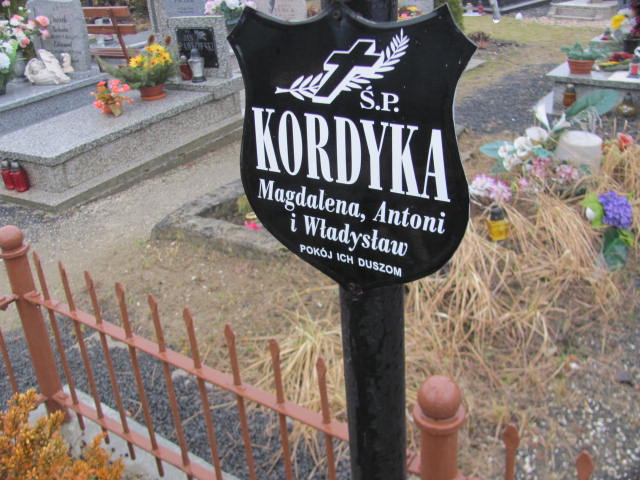 Ś.P.
KORDYKA
Magdalena, Antoni
i Władysław
POKÓJ ICH DUSZOM